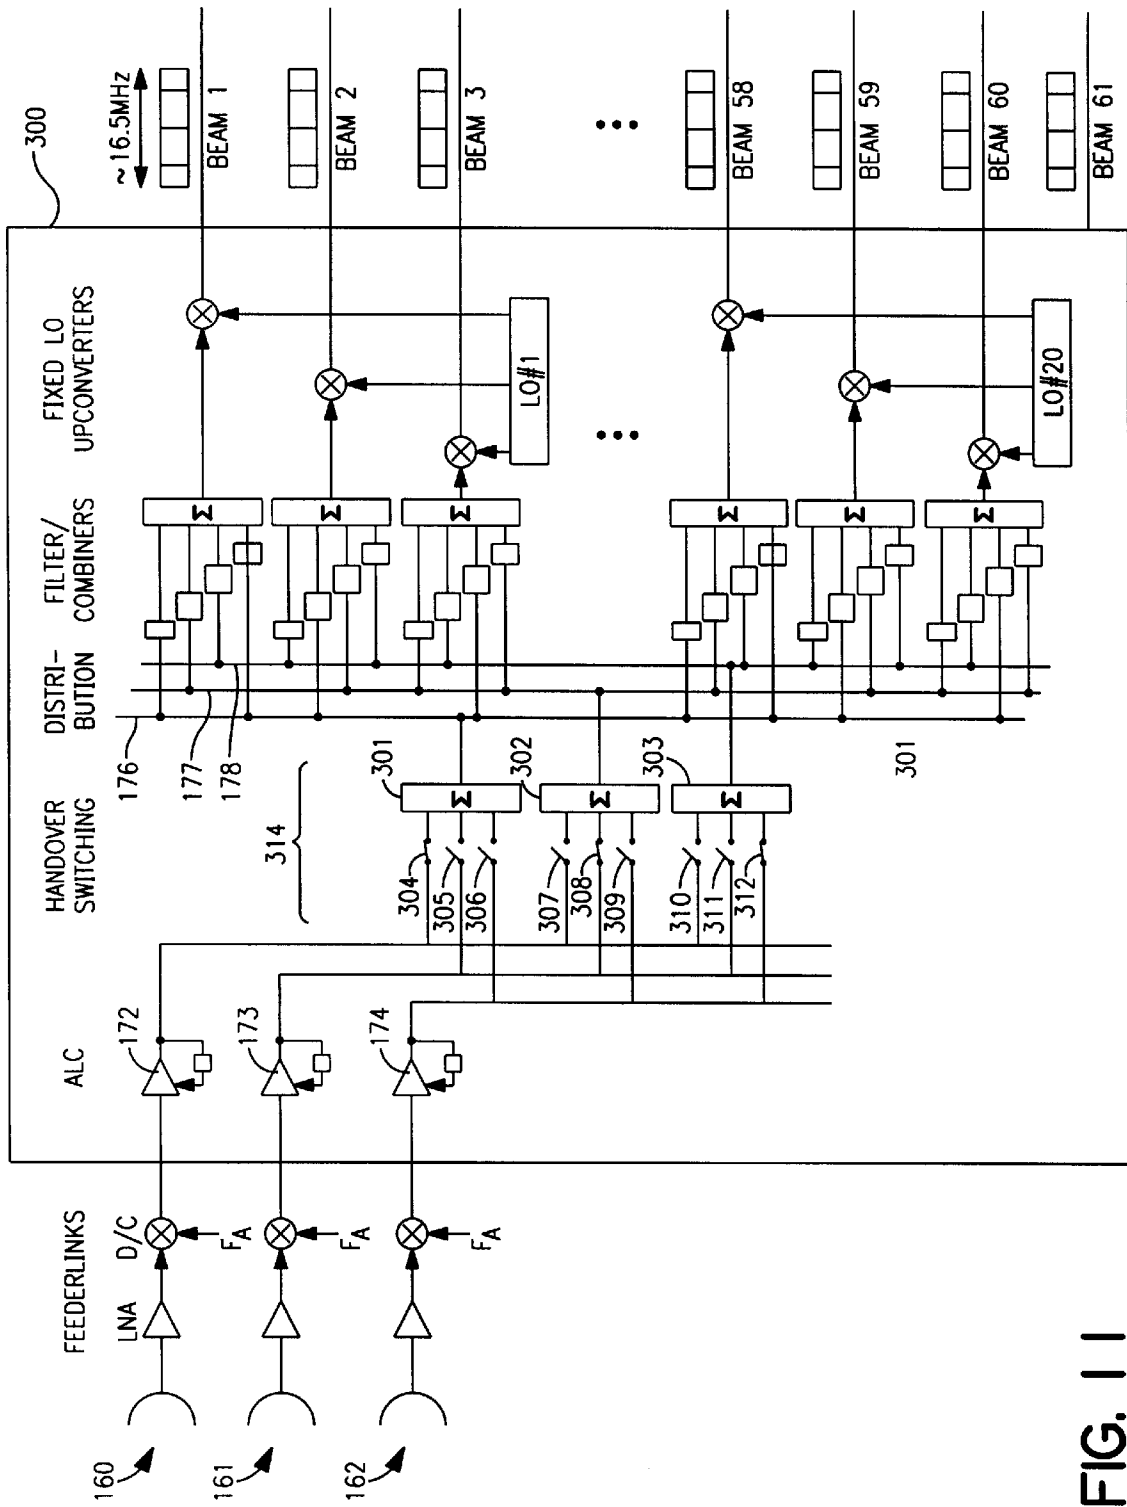 FEEDERLINKS
LNA
D/C
ALC
HANDOVER
SWITCHING
DISTRI-
BUTION
FILTER/
COMBINERS
FIXED LO
UPCONVERTERS
300
~16.5MHz
160
161
162
FA
FA
FA
172
173
174
314
176
177
178
304
305
306
307
308
309
310
311
312
301
302
303
301
Σ
Σ
Σ
Σ
Σ
Σ
Σ
Σ
Σ
LO#1
LO#20
BEAM 1
BEAM 2
BEAM 3
BEAM 58
BEAM 59
BEAM 60
BEAM 61
FIG. 11